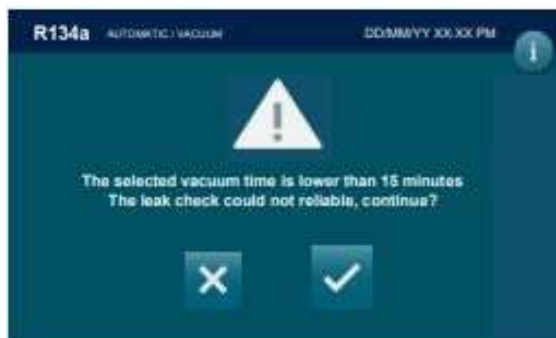 R134a AUTOMATIC / VACUUM DD/MM/YY XX:XX PM
i
The selected vacuum time is lower than 15 minutes
The leak check could not reliable, continue?